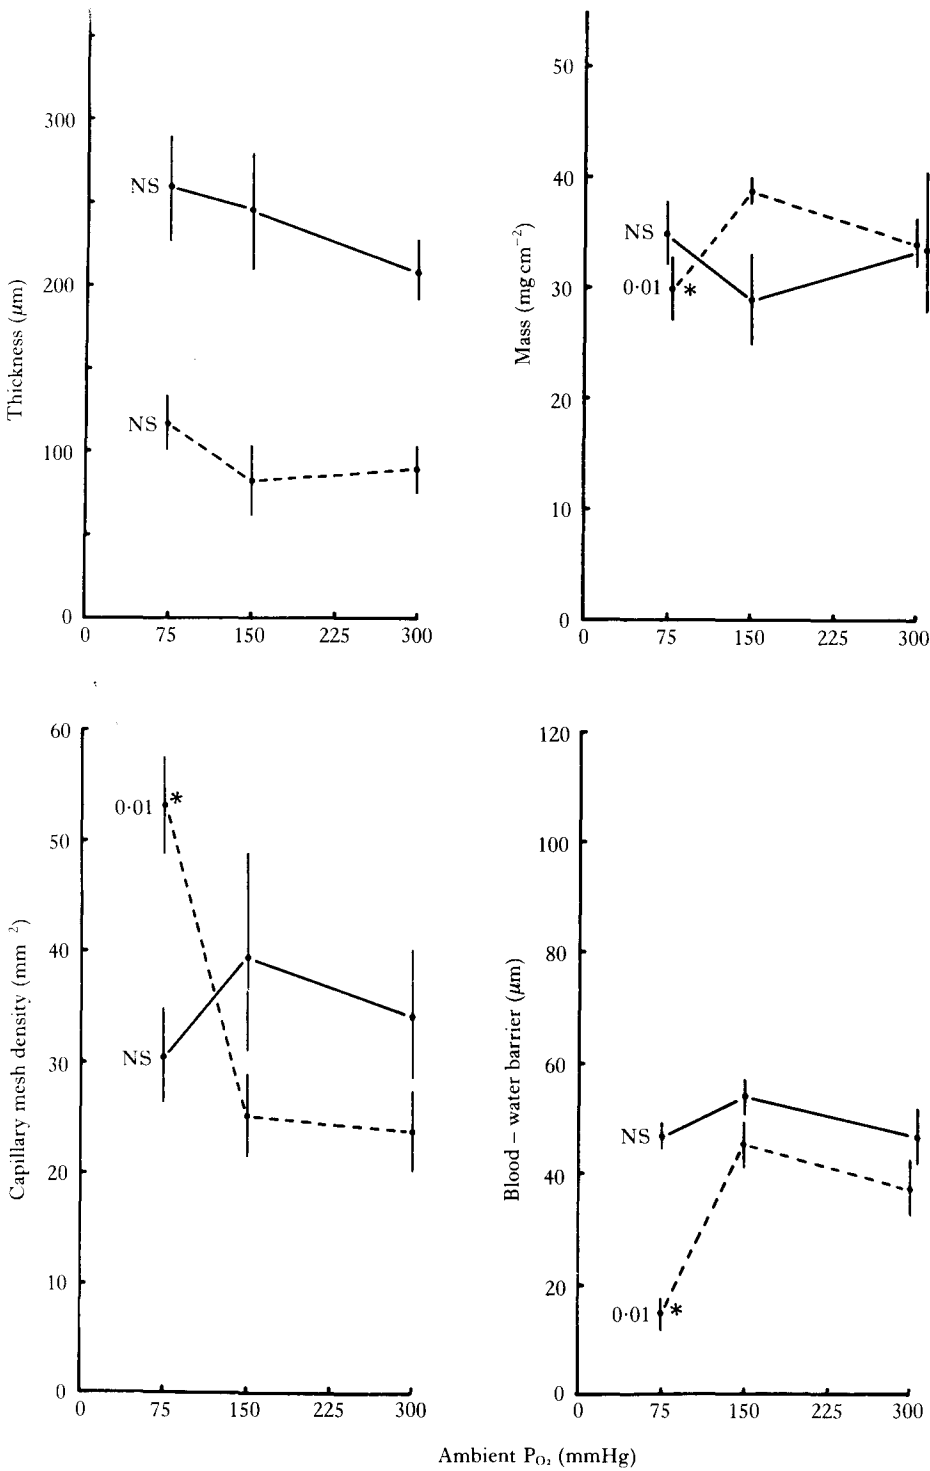 300
200
100
0
Thickness (μm)
NS
NS
0 75 150 225 300
50
40
30
20
10
0
Mass (mg cm⁻²)
NS
0·01 *
0 75 150 225 300
60
50
40
30
20
10
0
Capillary mesh density (mm ²)
0·01 *
NS
0 75 150 225 300
120
100
80
60
40
20
0
Blood – water barrier (μm)
NS
0·01 *
0 75 150 225 300
Ambient P_O₂ (mmHg)